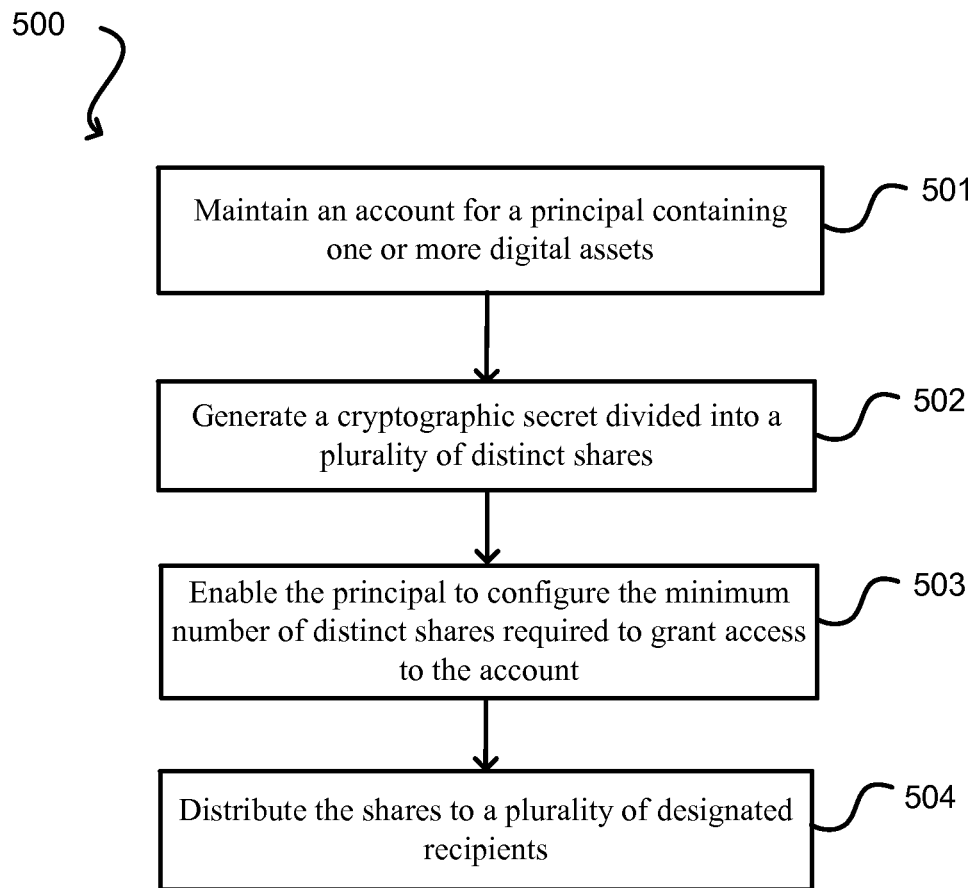 500
501
Maintain an account for a principal containing
one or more digital assets
502
Generate a cryptographic secret divided into a
plurality of distinct shares
503
Enable the principal to configure the minimum
number of distinct shares required to grant access
to the account
504
Distribute the shares to a plurality of designated
recipients